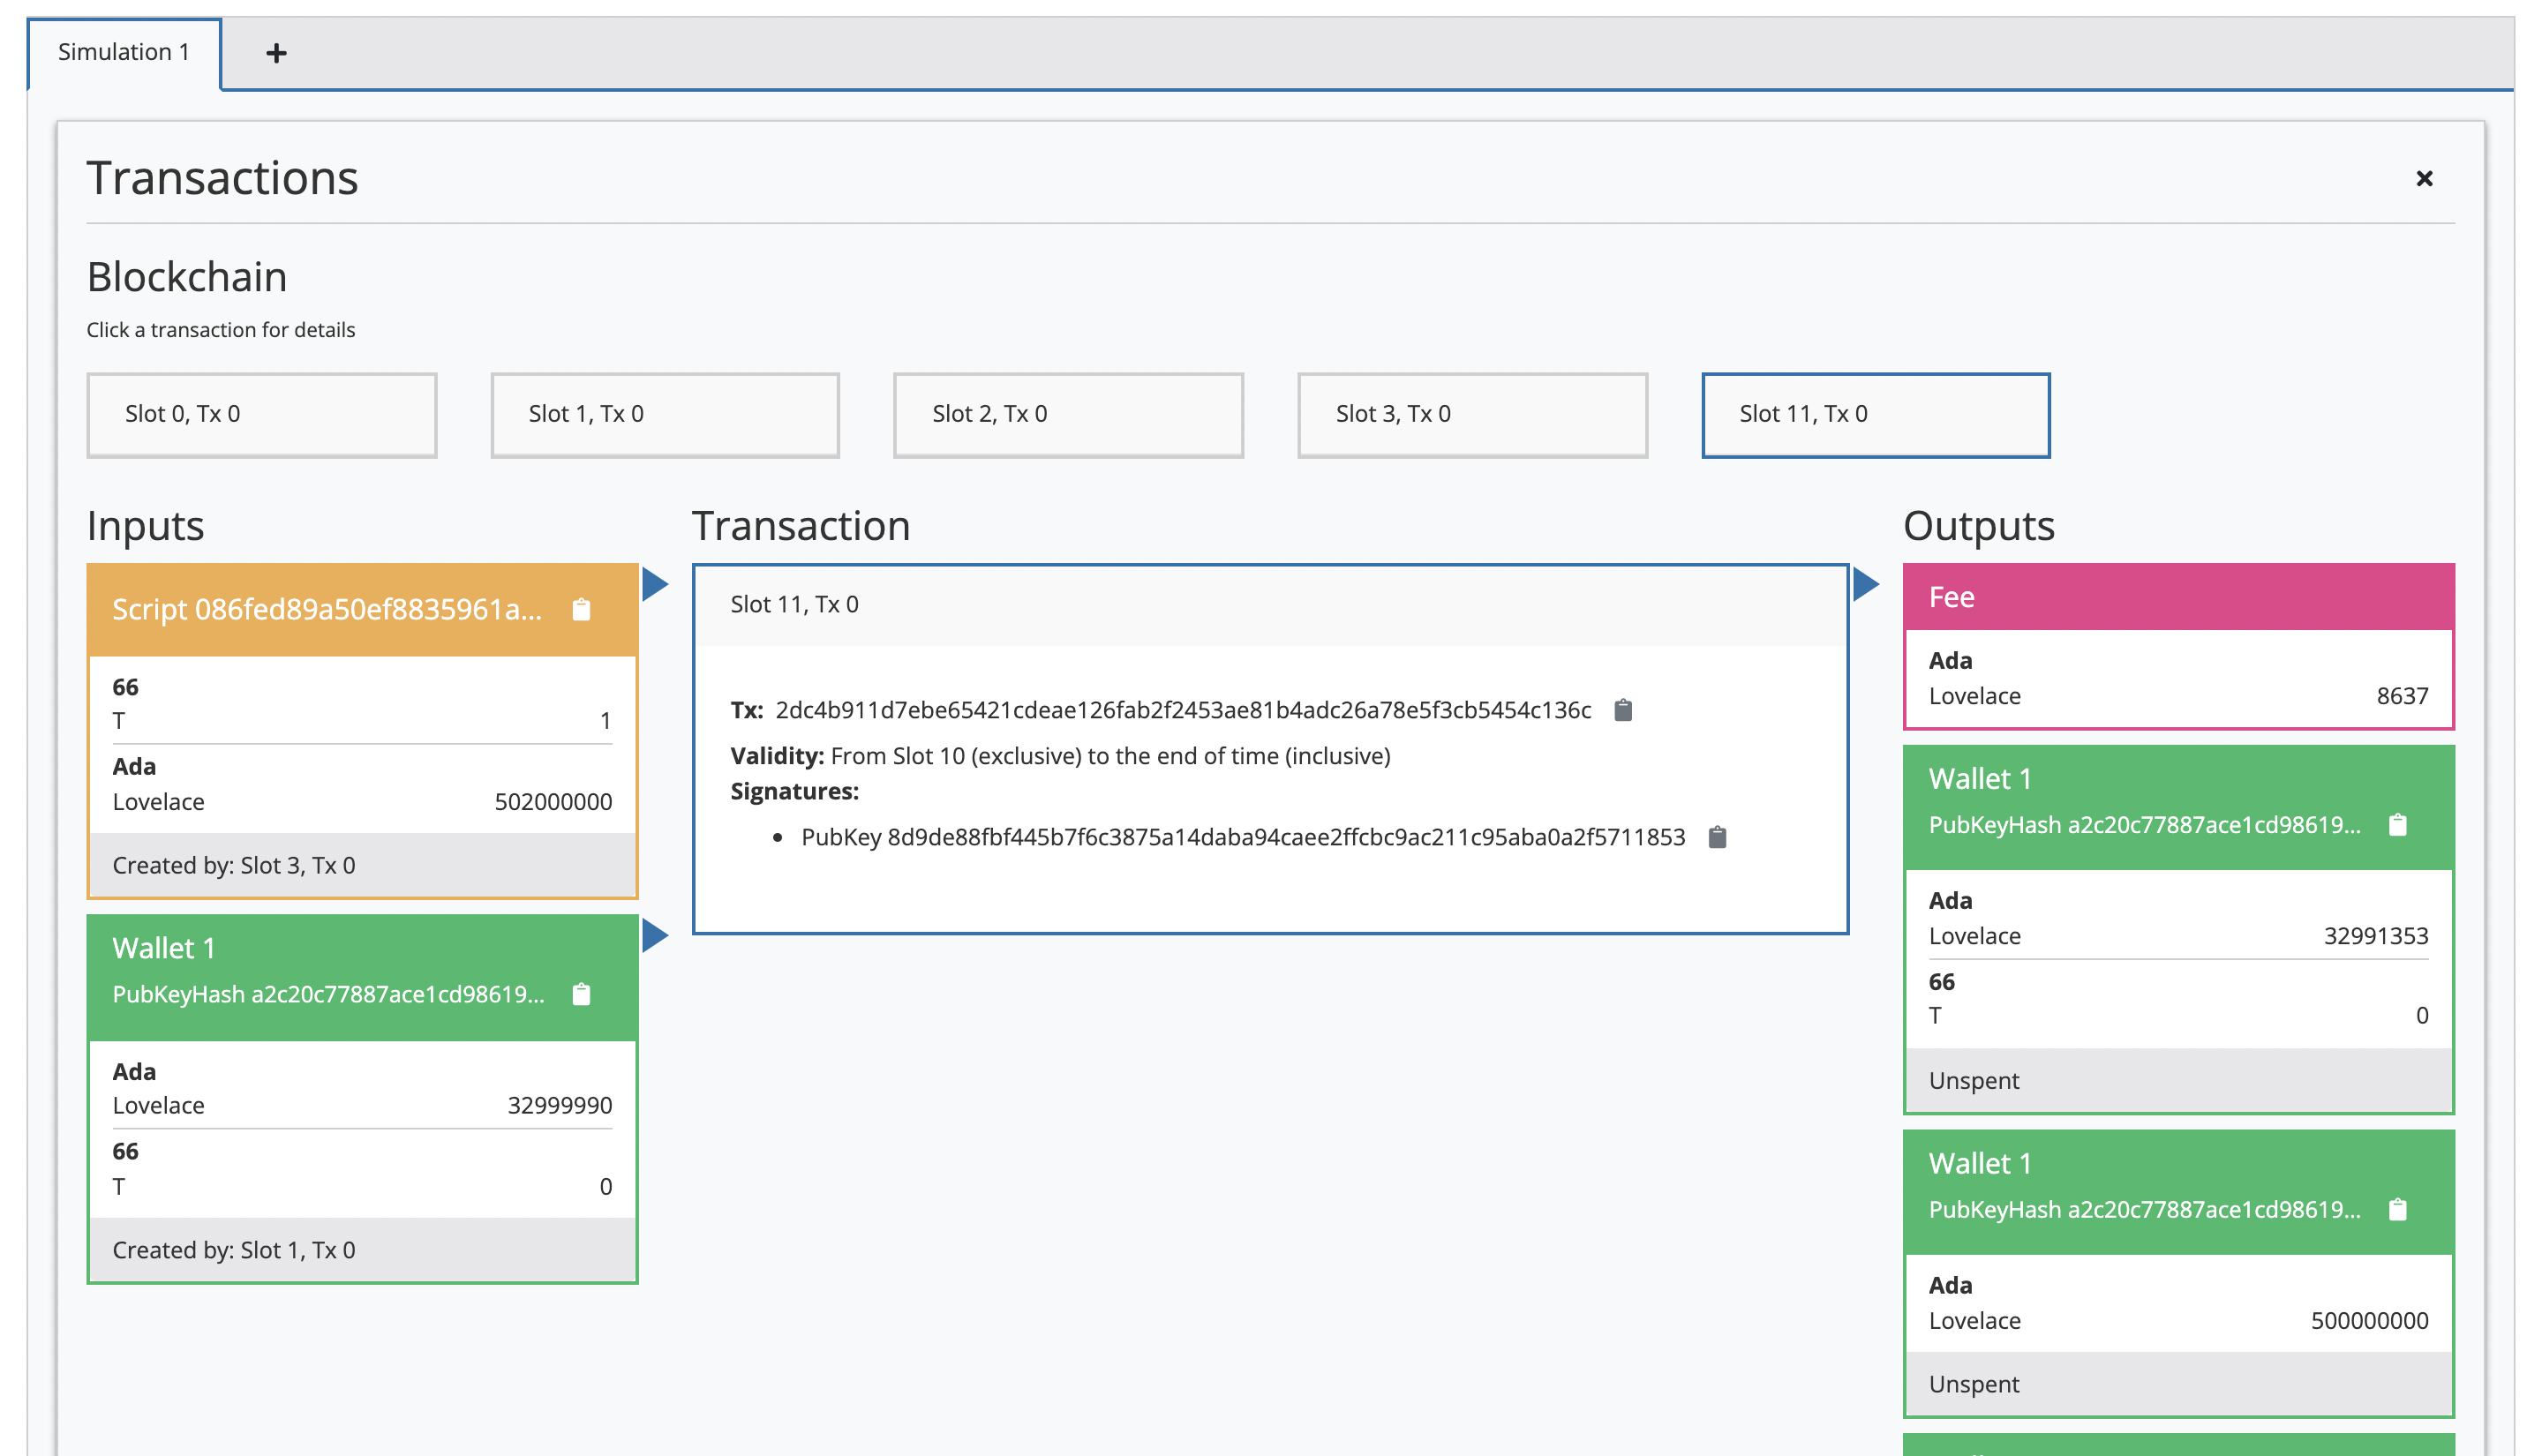 Simulation 1
+
Transactions
Blockchain
Click a transaction for details
Slot 0, Tx 0
Slot 1, Tx 0
Slot 2, Tx 0
Slot 3, Tx 0
Slot 11, Tx 0
Inputs
Script 086fed89a50ef8835961a...
66
T 1
Ada
Lovelace 502000000
Created by: Slot 3, Tx 0
Wallet 1
PubKeyHash a2c20c77887ace1cd98619...
Ada
Lovelace 32999990
66
T 0
Created by: Slot 1, Tx 0
Transaction
Slot 11, Tx 0
Tx: 2dc4b911d7ebe65421cdeae126fab2f2453ae81b4adc26a78e5f3cb5454c136c
Validity: From Slot 10 (exclusive) to the end of time (inclusive)
Signatures:
• PubKey 8d9de88fbf445b7f6c3875a14daba94caee2ffcbc9ac211c95aba0a2f5711853
Outputs
Fee
Ada
Lovelace 8637
Wallet 1
PubKeyHash a2c20c77887ace1cd98619...
Ada
Lovelace 32991353
66
T 0
Unspent
Wallet 1
PubKeyHash a2c20c77887ace1cd98619...
Ada
Lovelace 500000000
Unspent